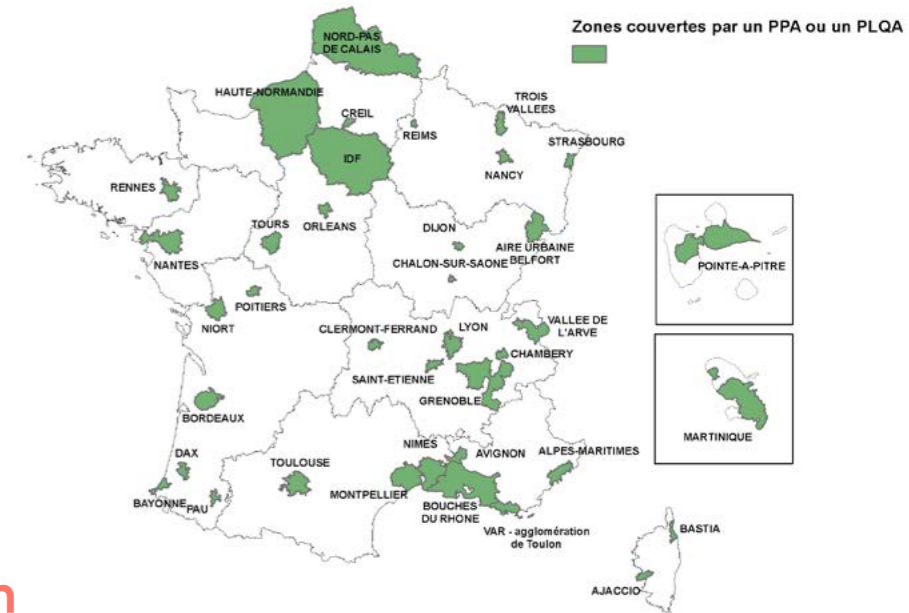 Zones couvertes par un PPA ou un PLQA
NORD-PAS
DE CALAIS
HAUTE-NORMANDIE
CREIL
REIMS
TROIS
VALLEES
STRASBOURG
IDF
NANCY
RENNES
TOURS
ORLEANS
DIJON
AIRE URBAINE
BELFORT
CHALON-SUR-SAONE
NANTES
POITIERS
NIORT
POINTE-A-PITRE
CLERMONT-FERRAND
LYON
VALLEE DE
L'ARVE
CHAMBERY
SAINT-ETIENNE
GRENOBLE
BORDEAUX
MARTINIQUE
DAX
TOULOUSE
NIMES
AVIGNON
ALPES-MARITIMES
BAYONNE
PAU
MONTPELLIER
BOUCHES
DU RHONE
VAR - agglomération
de Toulon
BASTIA
AJACCIO
n